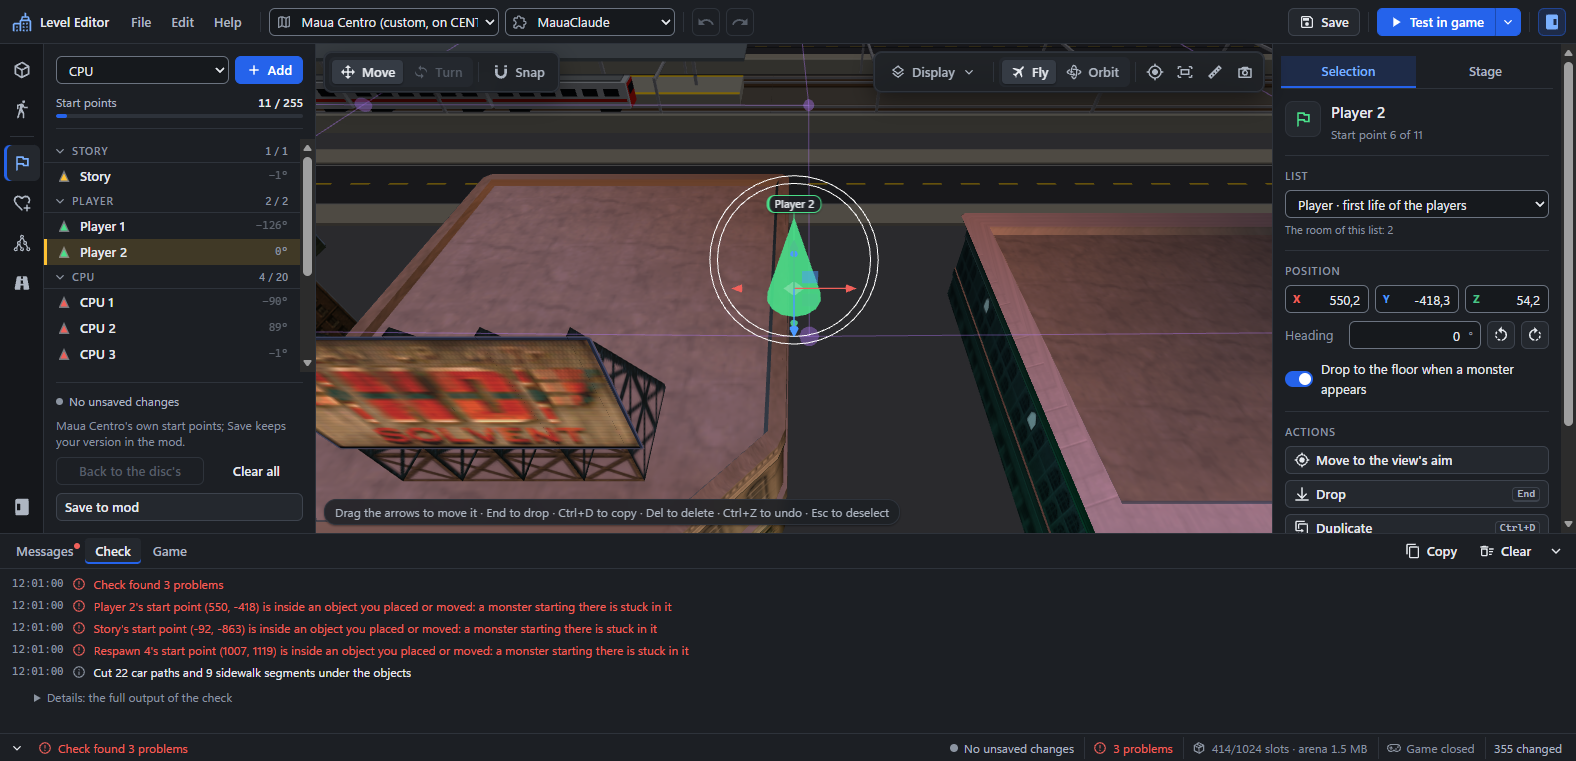 Level Editor File Edit Help Maua Centro (custom, on CENT MauaClaude Save Test in game
CPU + Add
Start points 11 / 255
STORY 1 / 1
Story −1°
PLAYER 2 / 2
Player 1 −126°
Player 2 0°
CPU 4 / 20
CPU 1 −90°
CPU 2 89°
CPU 3 −1°
No unsaved changes
Maua Centro's own start points; Save keeps
your version in the mod.
Back to the disc's Clear all
Save to mod
Move Turn Snap Display Fly Orbit
Player 2
SOLVENT
Drag the arrows to move it · End to drop · Ctrl+D to copy · Del to delete · Ctrl+Z to undo · Esc to deselect
Selection Stage
Player 2
Start point 6 of 11
LIST
Player · first life of the players
The room of this list: 2
POSITION
X 550,2 Y -418,3 Z 54,2
Heading 0 °
Drop to the floor when a monster
appears
ACTIONS
Move to the view's aim
Drop End
Duplicate Ctrl+D
Messages Check Game Copy Clear
12:01:00 Check found 3 problems
12:01:00 Player 2's start point (550, -418) is inside an object you placed or moved: a monster starting there is stuck in it
12:01:00 Story's start point (-92, -863) is inside an object you placed or moved: a monster starting there is stuck in it
12:01:00 Respawn 4's start point (1007, 1119) is inside an object you placed or moved: a monster starting there is stuck in it
12:01:00 Cut 22 car paths and 9 sidewalk segments under the objects
Details: the full output of the check
Check found 3 problems No unsaved changes 3 problems 414/1024 slots · arena 1.5 MB Game closed 355 changed